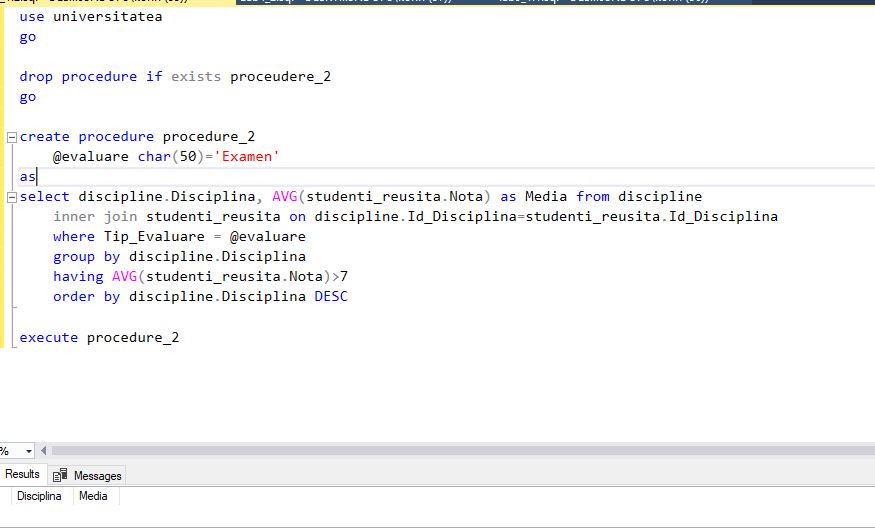 use universitatea
go
drop procedure if exists proceudere_2
go
create procedure procedure_2
@evaluare char(50)='Examen'
as
select discipline.Disciplina, AVG(studenti_reusita.Nota) as Media from discipline
inner join studenti_reusita on discipline.Id_Disciplina=studenti_reusita.Id_Disciplina
where Tip_Evaluare = @evaluare
group by discipline.Disciplina
having AVG(studenti_reusita.Nota)>7
order by discipline.Disciplina DESC
execute procedure_2
%
Results Messages
Disciplina Media